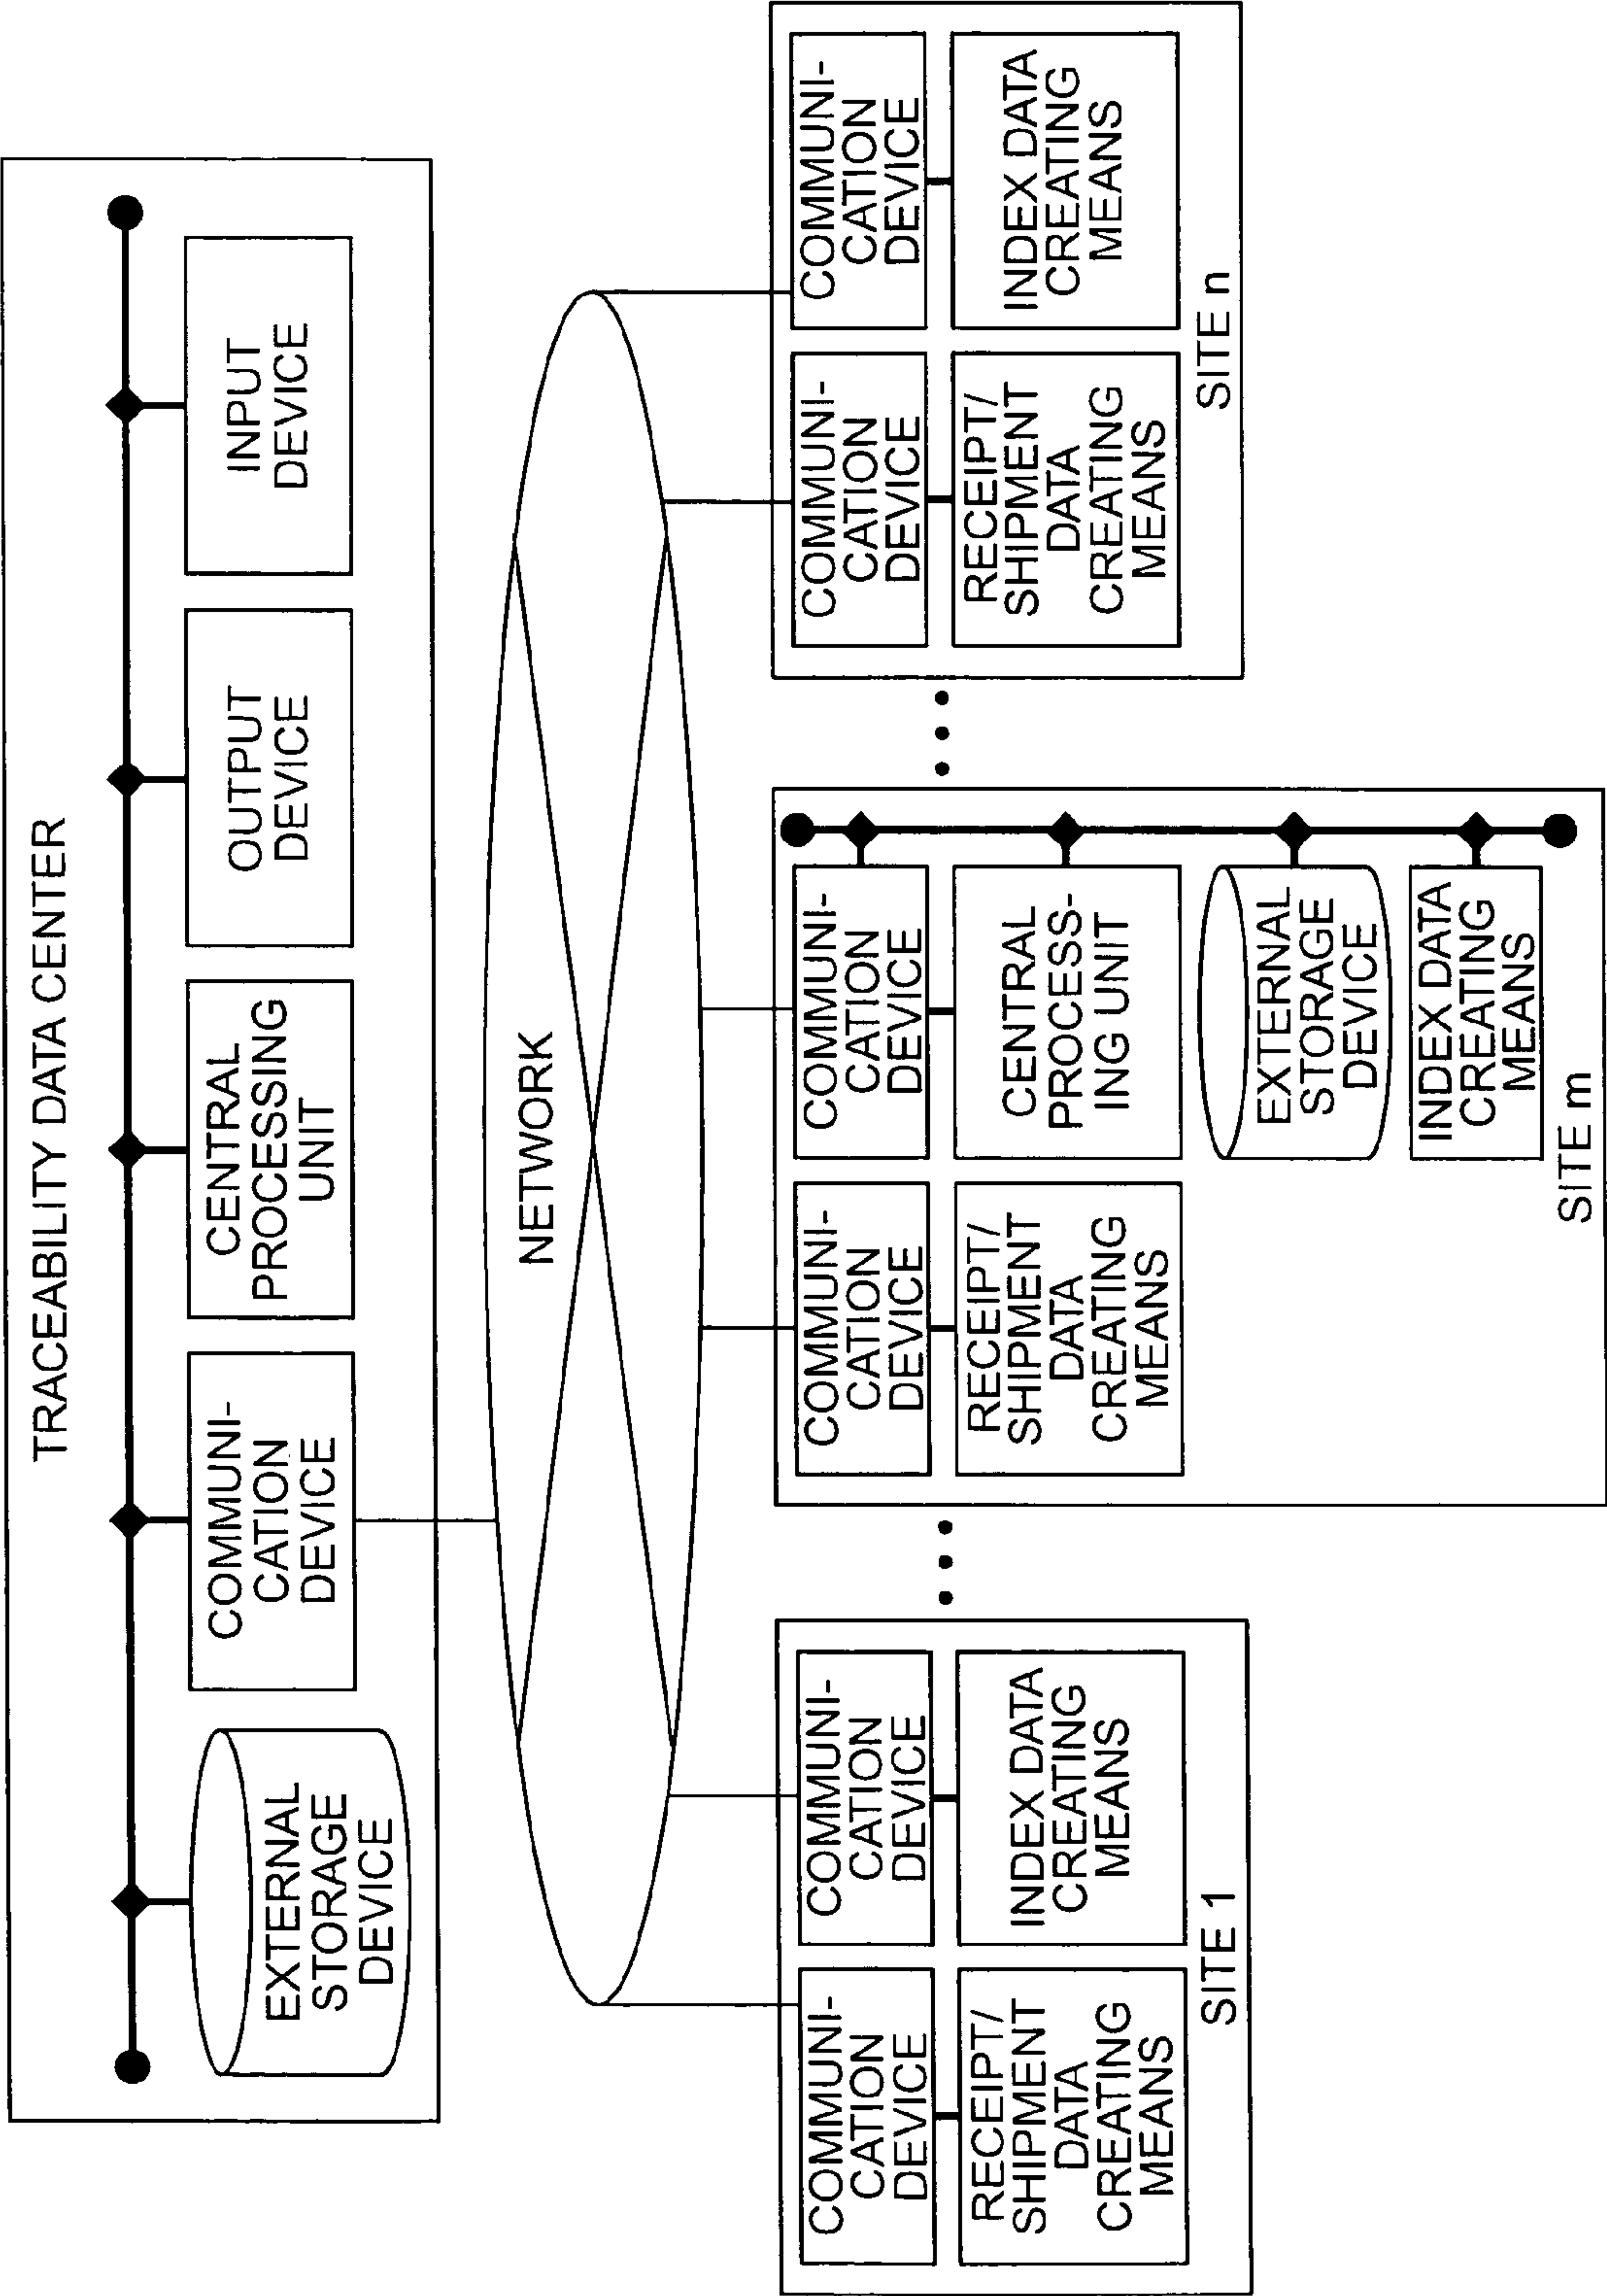 TRACEABILITY DATA CENTER
EXTERNAL
STORAGE
DEVICE
COMMUNI-
CATION
DEVICE
CENTRAL
PROCESSING
UNIT
OUTPUT
DEVICE
INPUT
DEVICE
NETWORK
COMMUNI-
CATION
DEVICE
RECEIPT/
SHIPMENT
DATA
CREATING
MEANS
COMMUNI-
CATION
DEVICE
INDEX DATA
CREATING
MEANS
SITE 1
COMMUNI-
CATION
DEVICE
RECEIPT/
SHIPMENT
DATA
CREATING
MEANS
COMMUNI-
CATION
DEVICE
CENTRAL
PROCESS-
ING UNIT
EXTERNAL
STORAGE
DEVICE
INDEX DATA
CREATING
MEANS
SITE m
COMMUNI-
CATION
DEVICE
RECEIPT/
SHIPMENT
DATA
CREATING
MEANS
COMMUNI-
CATION
DEVICE
INDEX DATA
CREATING
MEANS
SITE n